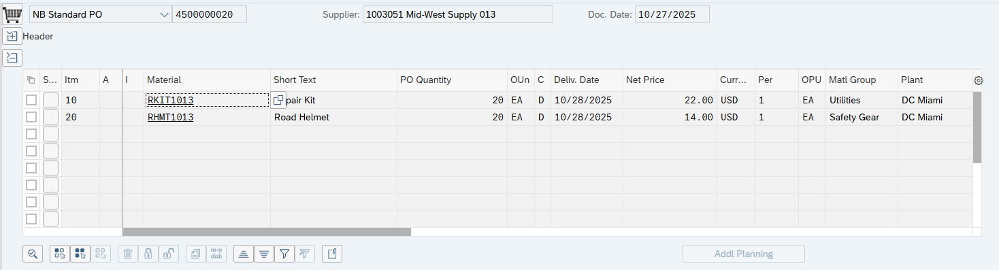 NB Standard PO 4500000020 Supplier: 1003051 Mid-West Supply 013 Doc. Date: 10/27/2025
Header
S... Itm A I Material Short Text PO Quantity OUn C Deliv. Date Net Price Curr... Per OPU Matl Group Plant
10 RKIT1013 pair Kit 20 EA D 10/28/2025 22.00 USD 1 EA Utilities DC Miami
20 RHMT1013 Road Helmet 20 EA D 10/28/2025 14.00 USD 1 EA Safety Gear DC Miami
Addl Planning